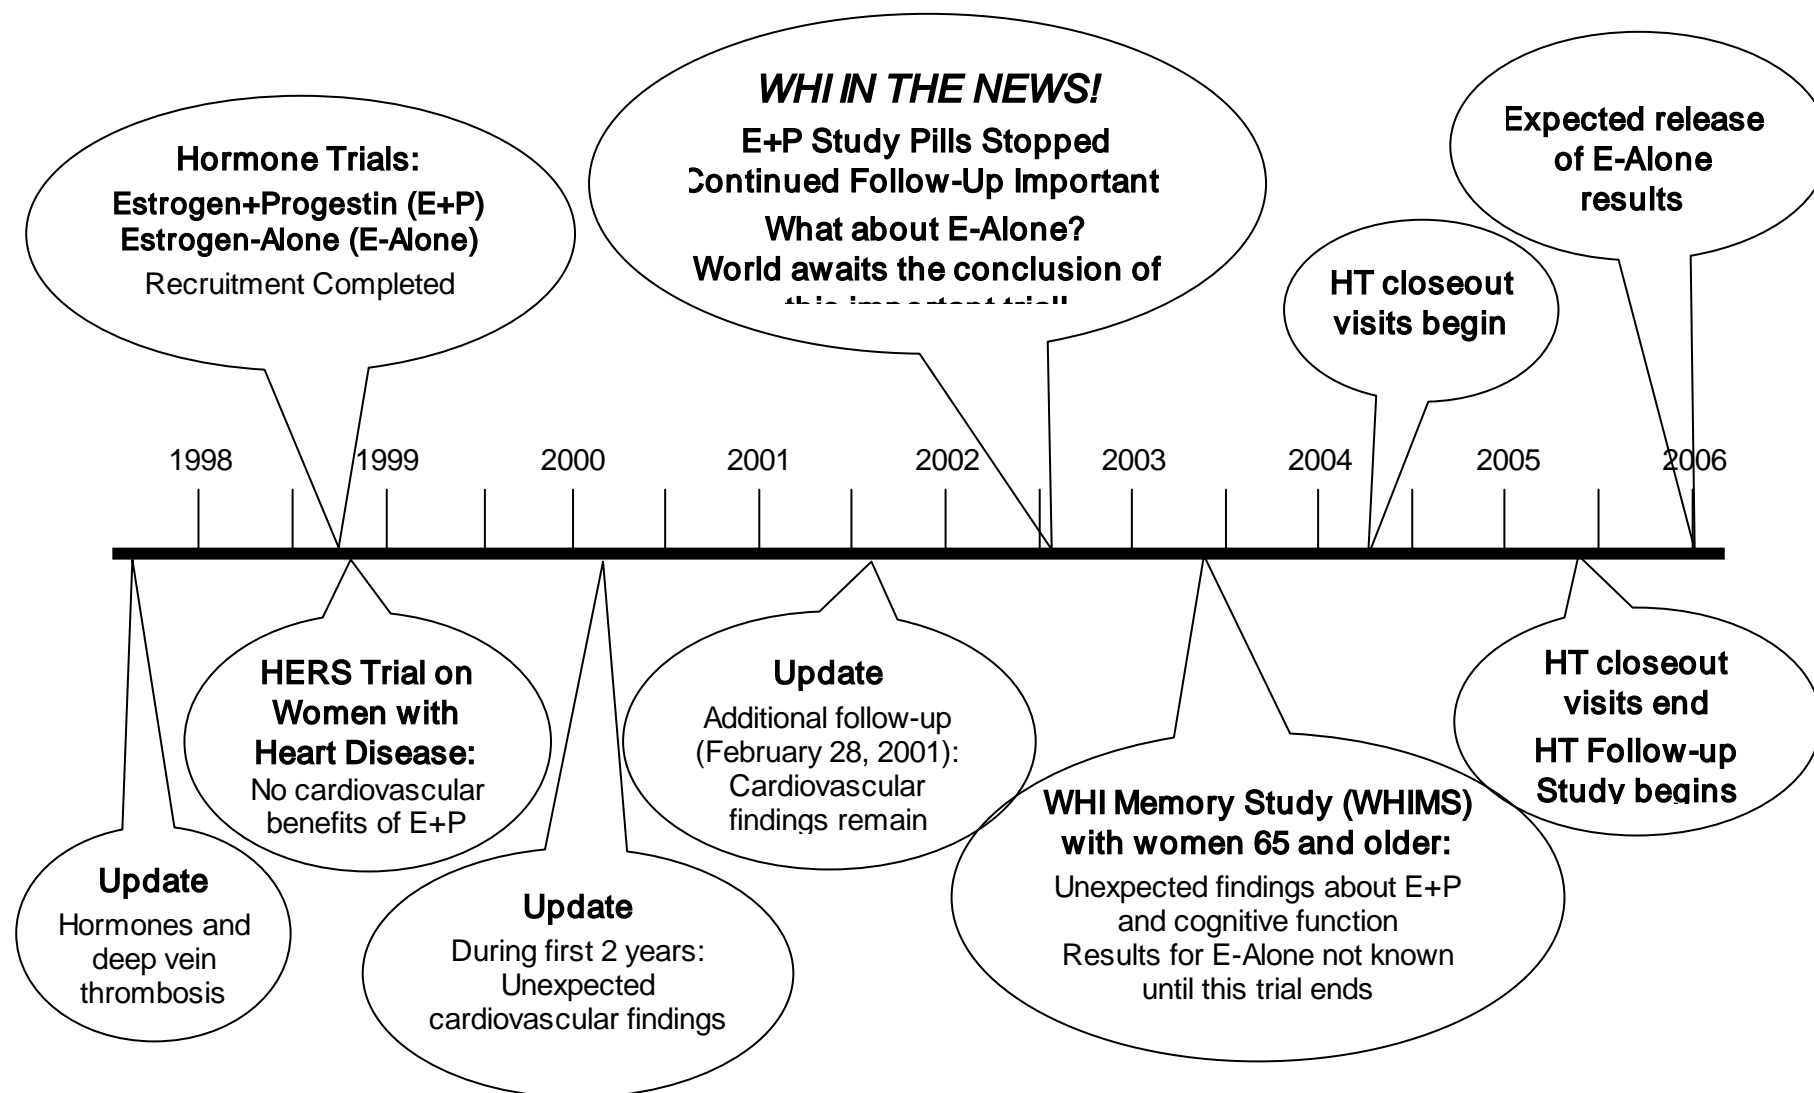 WHI IN THE NEWS!
E+P Study Pills Stopped
Continued Follow-Up Important
What about E-Alone?
World awaits the conclusion of
this important trial!
Hormone Trials:
Estrogen+Progestin (E+P)
Estrogen-Alone (E-Alone)
Recruitment Completed
Expected release
of E-Alone
results
HT closeout
visits begin
1998
1999
2000
2001
2002
2003
2004
2005
2006
HERS Trial on
Women with
Heart Disease:
No cardiovascular
benefits of E+P
Update
Additional follow-up
(February 28, 2001):
Cardiovascular
findings remain
HT closeout
visits end
HT Follow-up
Study begins
WHI Memory Study (WHIMS)
with women 65 and older:
Unexpected findings about E+P
and cognitive function
Results for E-Alone not known
until this trial ends
Update
Hormones and
deep vein
thrombosis
Update
During first 2 years:
Unexpected
cardiovascular findings